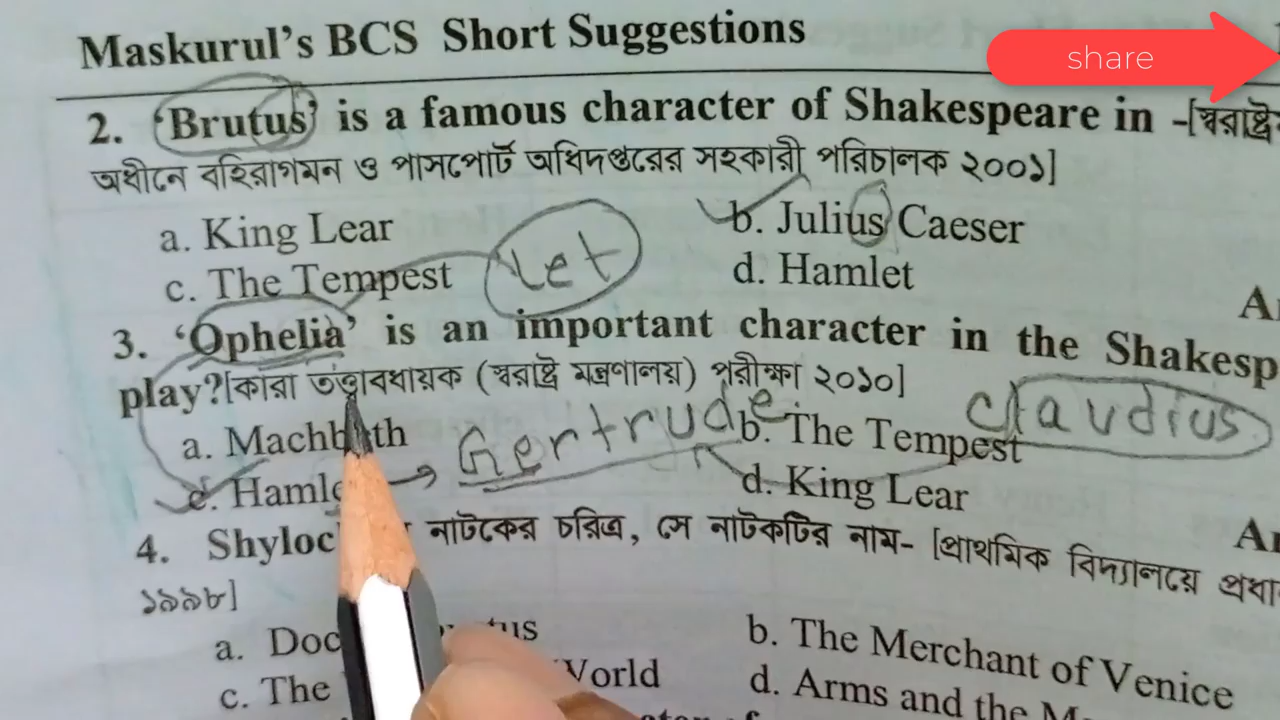 Maskurul's BCS Short Suggestions
share
2. 'Brutus' is a famous character of Shakespeare in -[স্বরাষ্ট্র
অধীনে বহিরাগমন ও পাসপোর্ট অধিদপ্তরের সহকারী পরিচালক ২০০১]
a. King Lear b. Julius Caeser
c. The Tempest let d. Hamlet
3. 'Ophelia' is an important character in the Shakesp
play?[কারা তত্ত্বাবধায়ক (স্বরাষ্ট্র মন্ত্রণালয়) পরীক্ষা ২০১০]
a. b. The Tempest Claudius
c. Gertrude d. King Lear
4. নাটকের চরিত্র, সে নাটকটির নাম- [প্রাথমিক বিদ্যালয়ে
১৯৯৮]
a. b. The Merchant of Venice
c. The World d. Arms and the